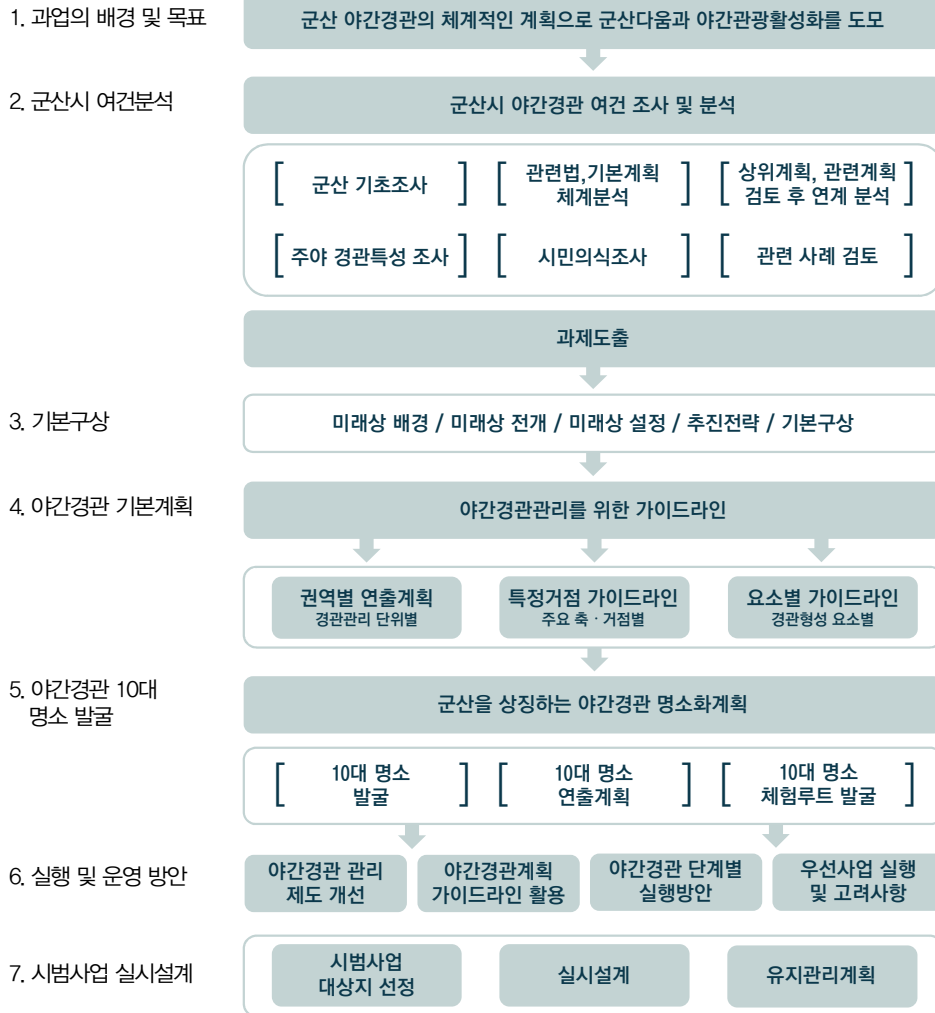 1. 과업의 배경 및 목표
군산 야간경관의 체계적인 계획으로 군산다움과 야간관광활성화를 도모
2. 군산시 여건분석
군산시 야간경관 여건 조사 및 분석
[ 군산 기초조사 ]
[ 관련법,기본계획
체계분석 ]
[ 상위계획, 관련계획
검토 후 연계 분석 ]
[ 주야 경관특성 조사 ]
[ 시민의식조사 ]
[ 관련 사례 검토 ]
과제도출
3. 기본구상
미래상 배경 / 미래상 전개 / 미래상 설정 / 추진전략 / 기본구상
4. 야간경관 기본계획
야간경관관리를 위한 가이드라인
권역별 연출계획
경관관리 단위별
특정거점 가이드라인
주요 축 · 거점별
요소별 가이드라인
경관형성 요소별
5. 야간경관 10대
명소 발굴
군산을 상징하는 야간경관 명소화계획
[ 10대 명소
발굴 ]
[ 10대 명소
연출계획 ]
[ 10대 명소
체험루트 발굴 ]
6. 실행 및 운영 방안
야간경관 관리
제도 개선
야간경관계획
가이드라인 활용
야간경관 단계별
실행방안
우선사업 실행
및 고려사항
7. 시범사업 실시설계
시범사업
대상지 선정
실시설계
유지관리계획